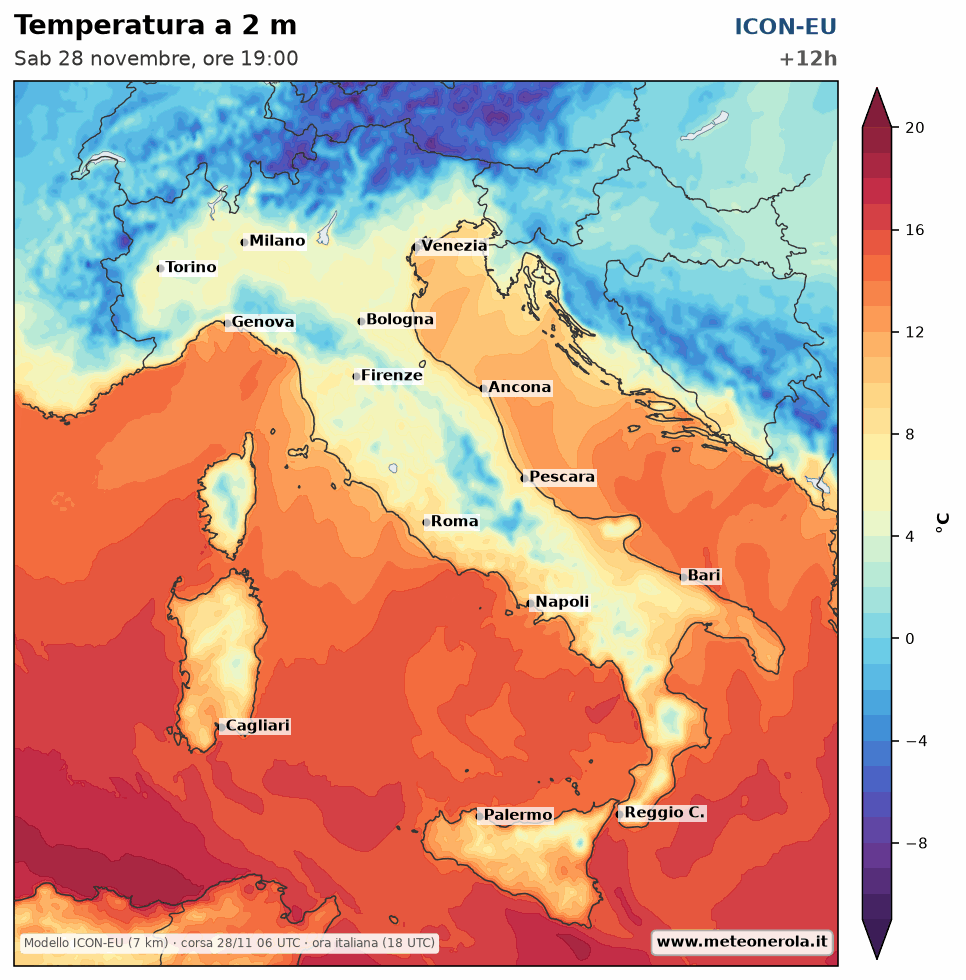 Temperatura a 2 m
ICON-EU
Sab 28 novembre, ore 19:00
+12h
20
16
12
8
4
0
−4
−8
°C
Milano
Venezia
Torino
Genova
Bologna
Firenze
Ancona
Pescara
Roma
Bari
Napoli
Cagliari
Palermo
Reggio C.
Modello ICON-EU (7 km) · corsa 28/11 06 UTC · ora italiana (18 UTC)
www.meteonerola.it